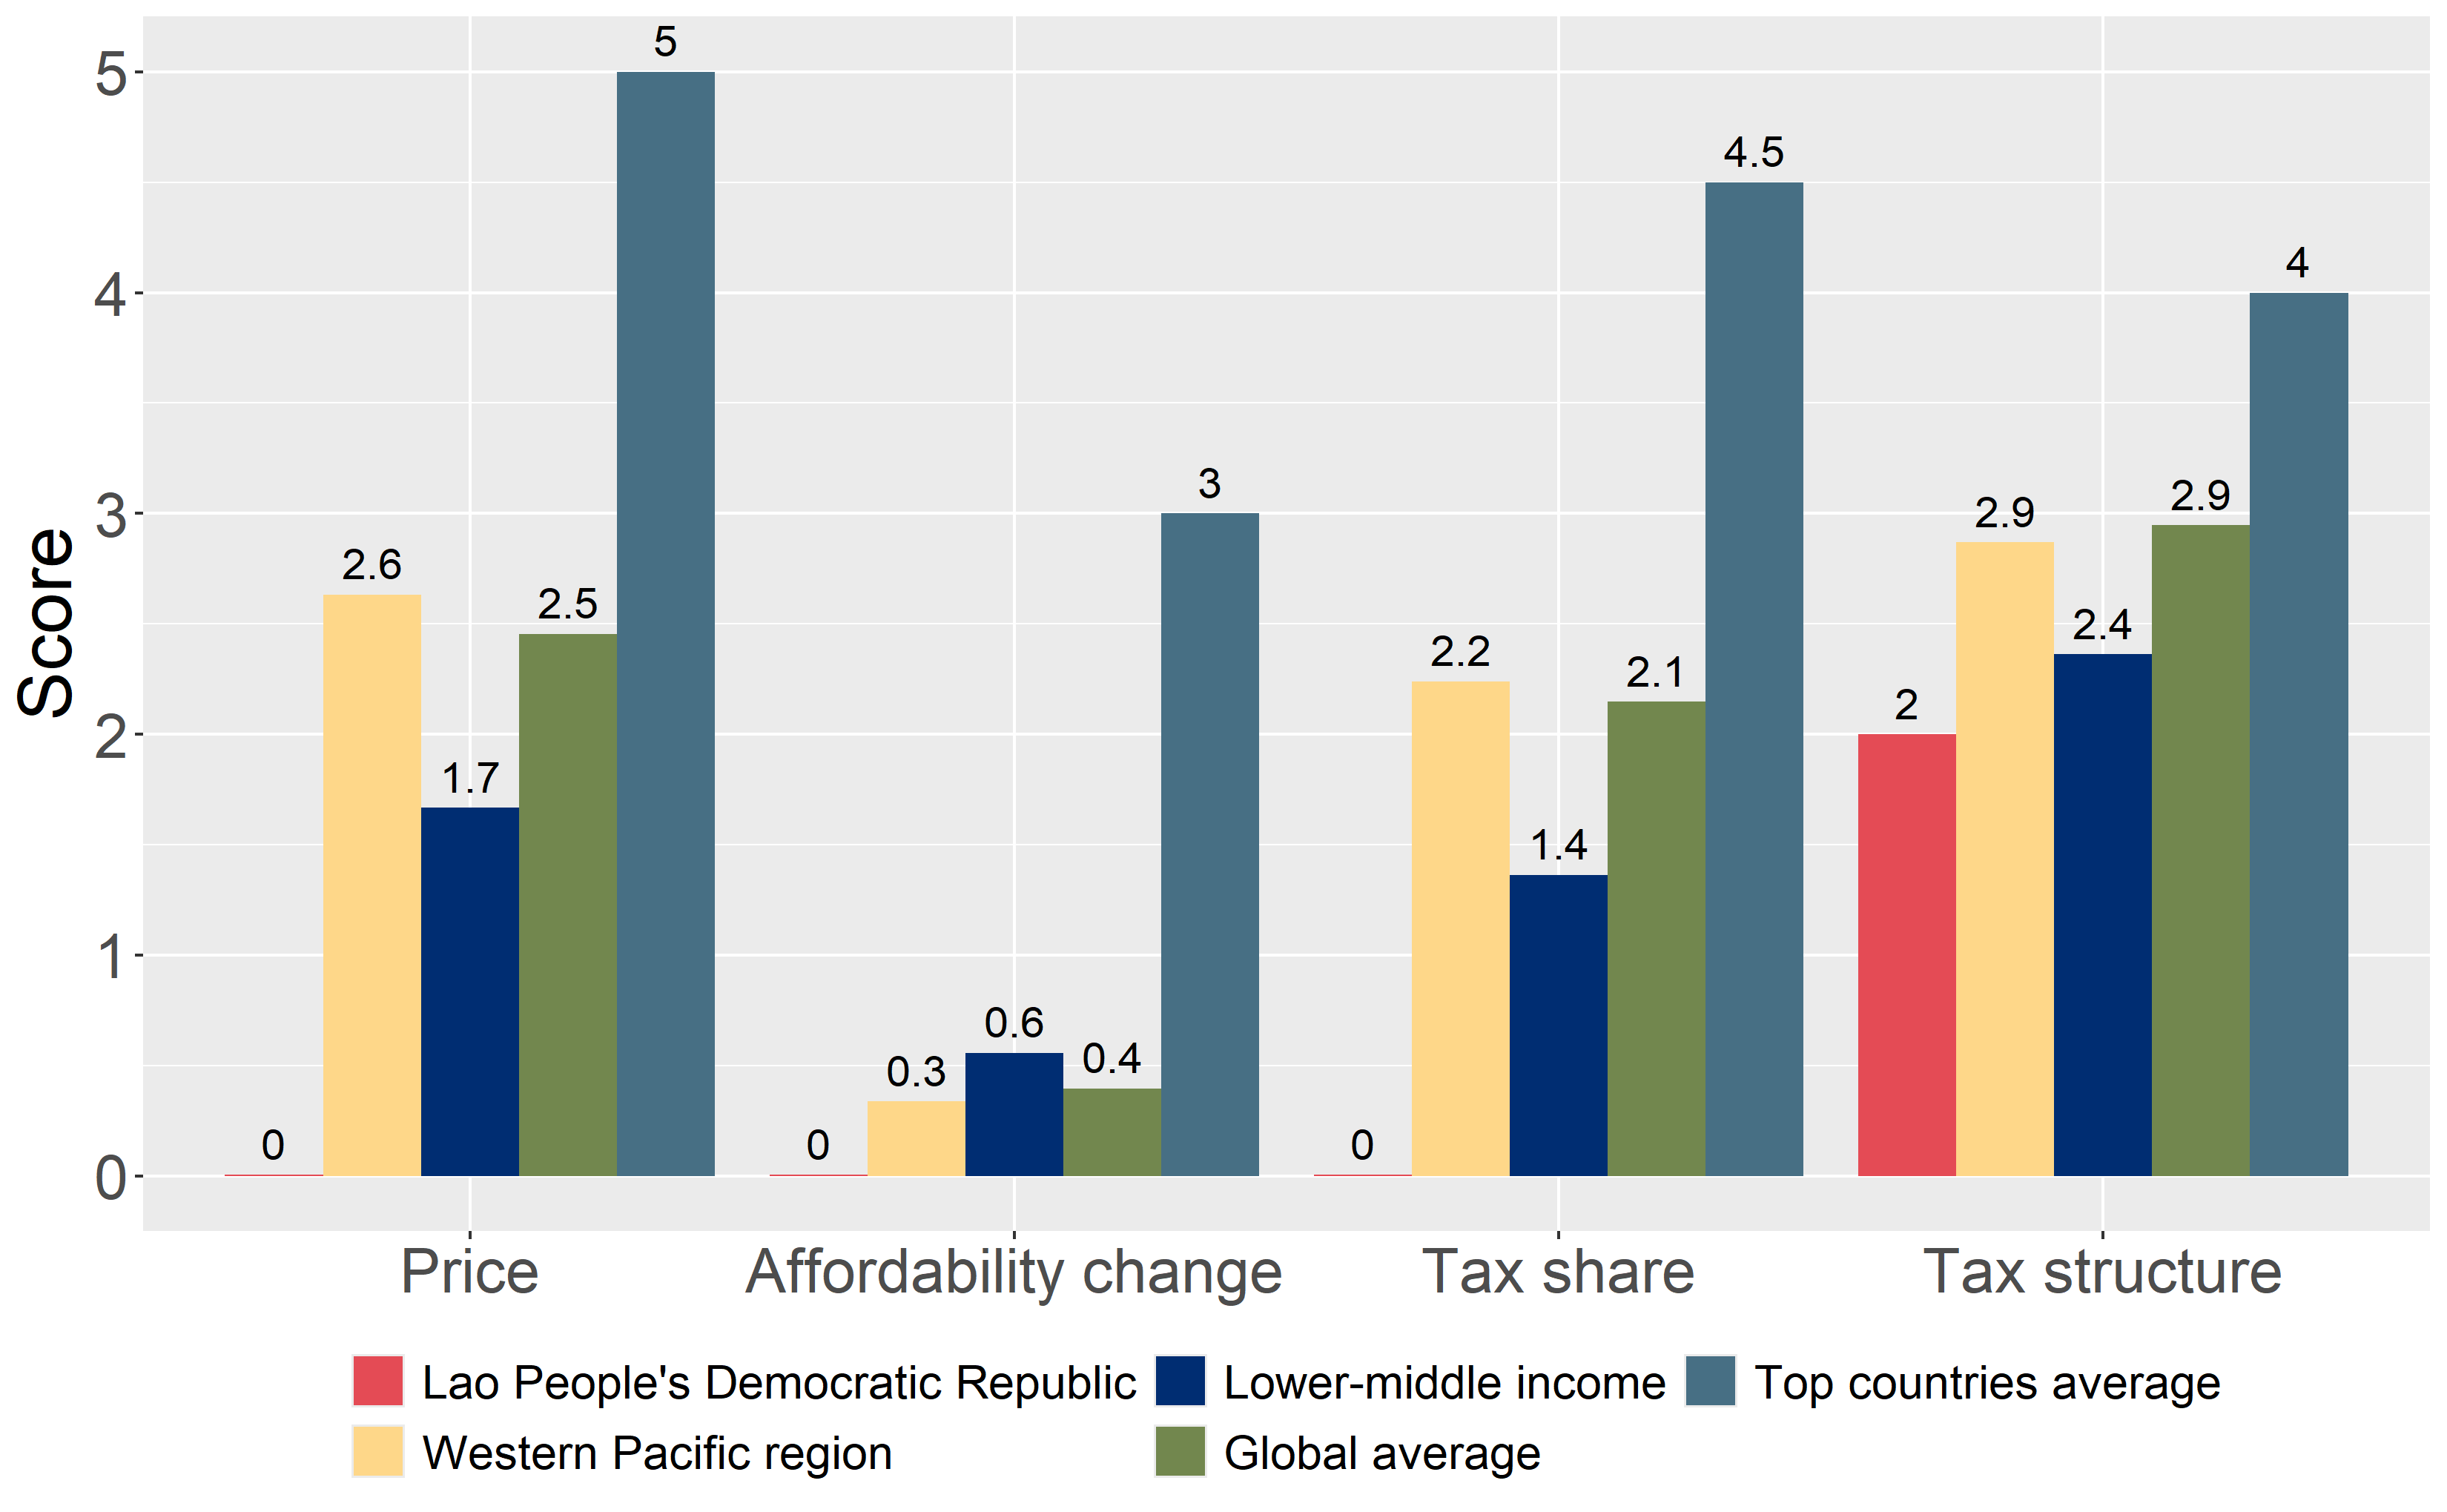 Score
5
4
3
2
1
0
0
2.6
1.7
2.5
5
0
0.3
0.6
0.4
3
0
2.2
1.4
2.1
4.5
2
2.9
2.4
2.9
4
Price
Affordability change
Tax share
Tax structure
Lao People's Democratic Republic
Lower-middle income
Top countries average
Western Pacific region
Global average